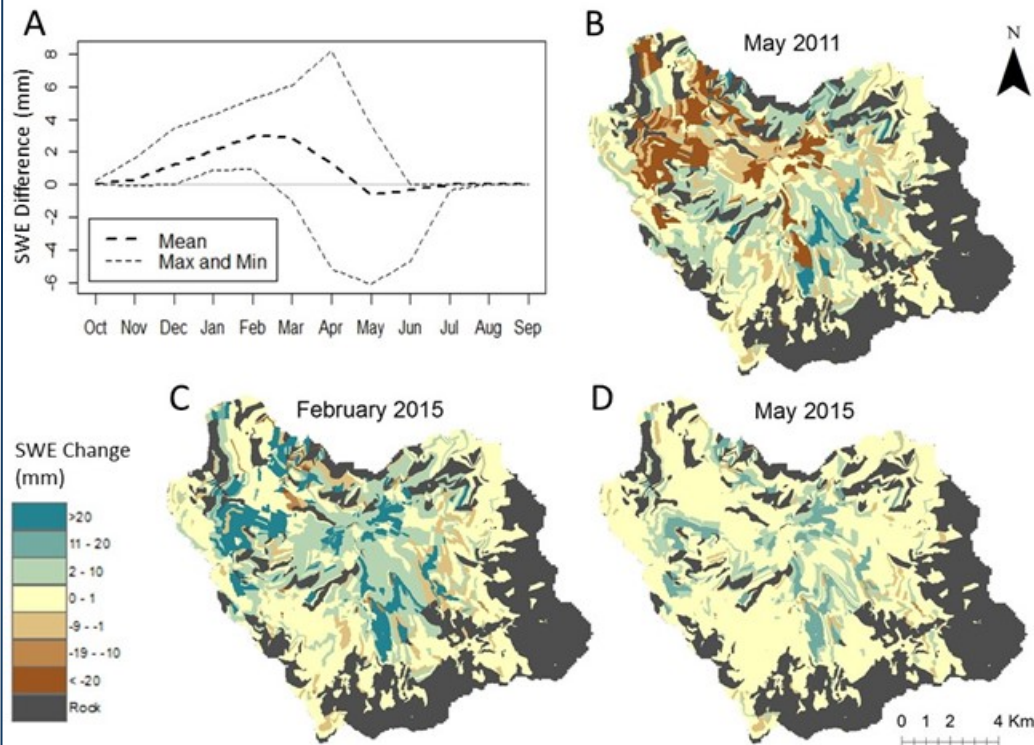 A
SWE Difference (mm)
8
6
4
2
0
-2
-4
-6
Mean
Max and Min
Oct Nov Dec Jan Feb Mar Apr May Jun Jul Aug Sep
B
May 2011
N
C
February 2015
D
May 2015
SWE Change
(mm)
>20
11 - 20
2 - 10
0 - 1
-9 - -1
-19 - -10
< -20
Rock
0 1 2 4 Km